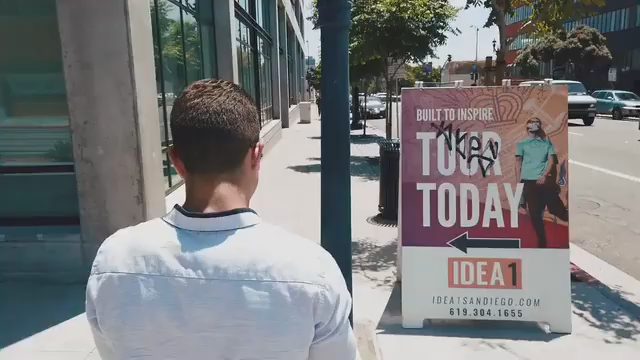 BUILT TO INSPIRE
TOUR
TODAY
IDEA1
IDEA1SANDIEGO.COM
619.304.1655